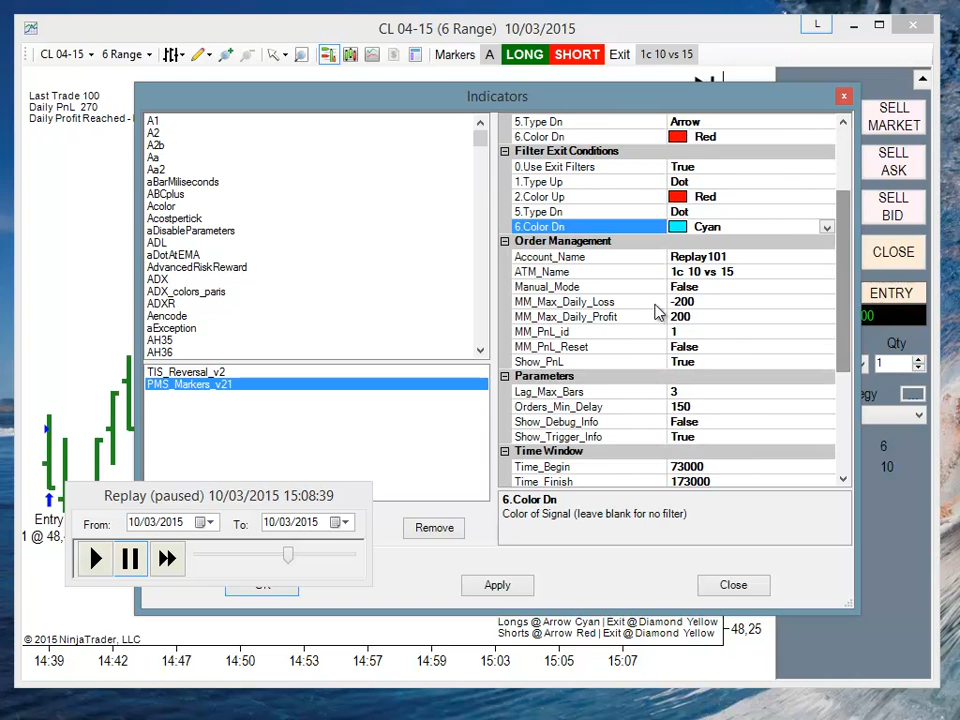 CL 04-15 (6 Range)  10/03/2015
L
x
CL 04-15
6 Range
Markers
A
LONG
SHORT
Exit
1c 10 vs 15
Last Trade 100
Daily PnL 270
Daily Profit Reached -
Indicators
x
A1
A2
A2b
Aa
Aa2
aBarMiliseconds
ABCplus
Acolor
Acostpertick
aDisableParameters
ADL
aDotAtEMA
AdvancedRiskReward
ADX
ADX_colors_paris
ADXR
Aencode
aException
AH35
AH36
TIS_Reversal_v2
PMS_Markers_v21
5.Type Dn Arrow
6.Color Dn Red
Filter Exit Conditions
0.Use Exit Filters True
1.Type Up Dot
2.Color Up Red
5.Type Dn Dot
6.Color Dn Cyan
Order Management
Account_Name Replay101
ATM_Name 1c 10 vs 15
Manual_Mode False
MM_Max_Daily_Loss -200
MM_Max_Daily_Profit 200
MM_PnL_id 1
MM_PnL_Reset False
Show_PnL True
Parameters
Lag_Max_Bars 3
Orders_Min_Delay 150
Show_Debug_Info False
Show_Trigger_Info True
Time Window
Time_Begin 73000
Time_Finish 173000
6.Color Dn
Color of Signal (leave blank for no filter)
SELL
MARKET
SELL
ASK
SELL
BID
CLOSE
ENTRY
Qty
1
6
10
Replay (paused) 10/03/2015 15:08:39
From: 10/03/2015 To: 10/03/2015
Entry
1 @ 48,
Remove
Apply
Close
Longs @ Arrow Cyan | Exit @ Diamond Yellow
Shorts @ Arrow Red | Exit @ Diamond Yellow
48,25
© 2015 NinjaTrader, LLC
14:39 14:42 14:47 14:50 14:53 14:57 14:59 15:03 15:05 15:07